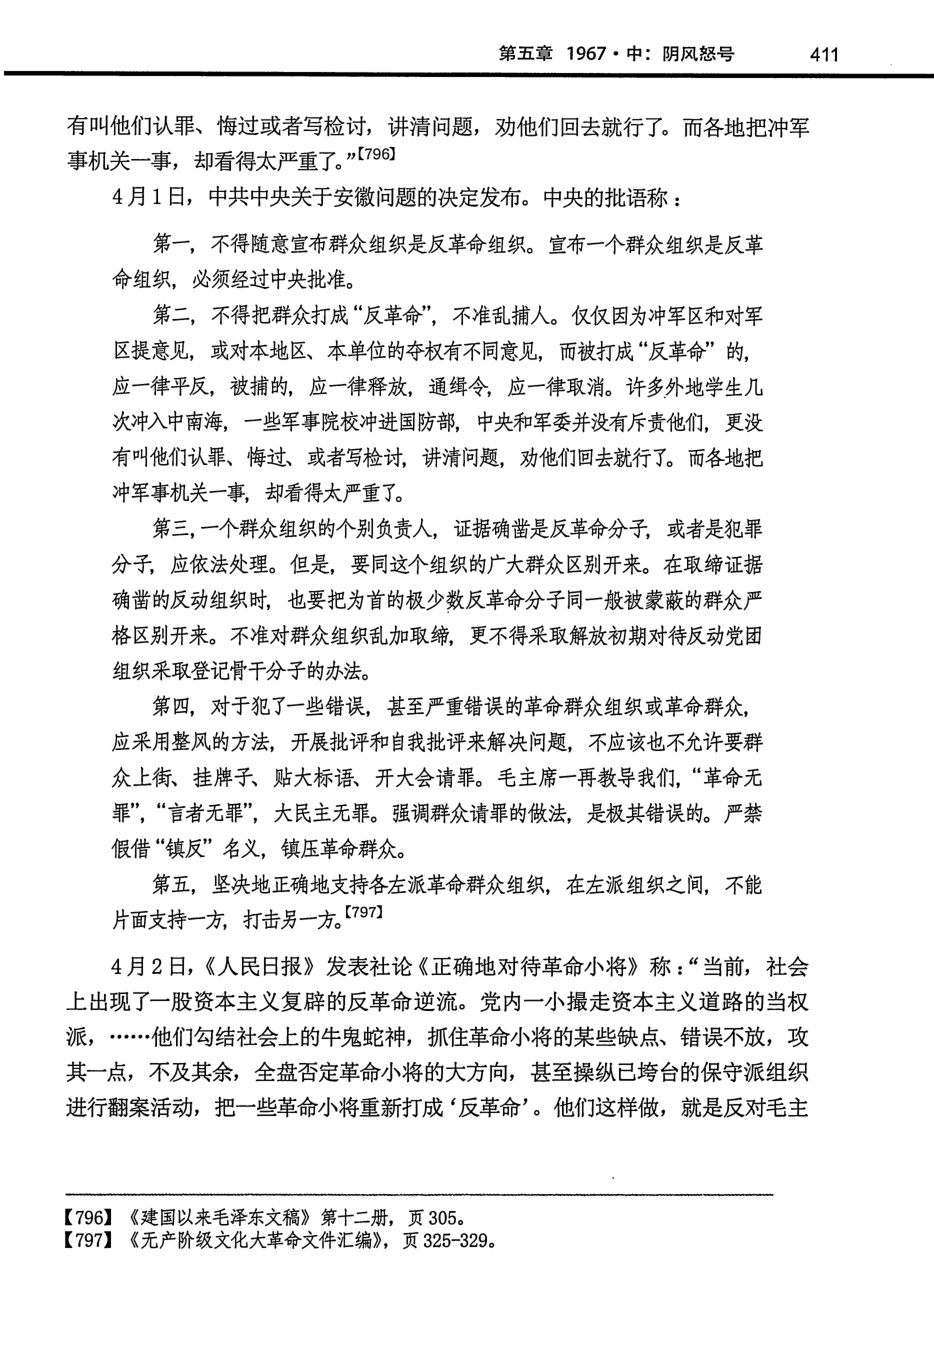 第五章 1967·中：阴风怒号 411
有叫他们认罪、悔过或者写检讨，讲清问题，劝他们回去就行了。而各地把冲军
事机关一事，却看得太严重了。”【796】
4月1日，中共中央关于安徽问题的决定发布。中央的批语称：
第一，不得随意宣布群众组织是反革命组织。宣布一个群众组织是反革
命组织，必须经过中央批准。
第二，不得把群众打成“反革命”，不准乱捕人。仅仅因为冲军区和对军
区提意见，或对本地区、本单位的夺权有不同意见，而被打成“反革命”的，
应一律平反，被捕的，应一律释放，通缉令，应一律取消。许多外地学生几
次冲入中南海，一些军事院校冲进国防部，中央和军委并没有斥责他们，更没
有叫他们认罪、悔过、或者写检讨，讲清问题，劝他们回去就行了。而各地把
冲军事机关一事，却看得太严重了。
第三，一个群众组织的个别负责人，证据确凿是反革命分子，或者是犯罪
分子，应依法处理。但是，要同这个组织的广大群众区别开来。在取缔证据
确凿的反动组织时，也要把为首的极少数反革命分子同一般被蒙蔽的群众严
格区别开来。不准对群众组织乱加取缔，更不得采取解放初期对待反动党团
组织采取登记骨干分子的办法。
第四，对于犯了一些错误，甚至严重错误的革命群众组织或革命群众，
应采用整风的方法，开展批评和自我批评来解决问题，不应该也不允许要群
众上街、挂牌子、贴大标语、开大会请罪。毛主席一再教导我们，“革命无
罪”，“言者无罪”，大民主无罪。强调群众请罪的做法，是极其错误的。严禁
假借“镇反”名义，镇压革命群众。
第五，坚决地正确地支持各左派革命群众组织，在左派组织之间，不能
片面支持一方，打击另一方。【797】
4月2日，《人民日报》发表社论《正确地对待革命小将》称：“当前，社会
上出现了一股资本主义复辟的反革命逆流。党内一小撮走资本主义道路的当权
派，……他们勾结社会上的牛鬼蛇神，抓住革命小将的某些缺点、错误不放，攻
其一点，不及其余，全盘否定革命小将的大方向，甚至操纵已垮台的保守派组织
进行翻案活动，把一些革命小将重新打成‘反革命’。他们这样做，就是反对毛主
【796】《建国以来毛泽东文稿》第十二册，页305。
【797】《无产阶级文化大革命文件汇编》，页325-329。